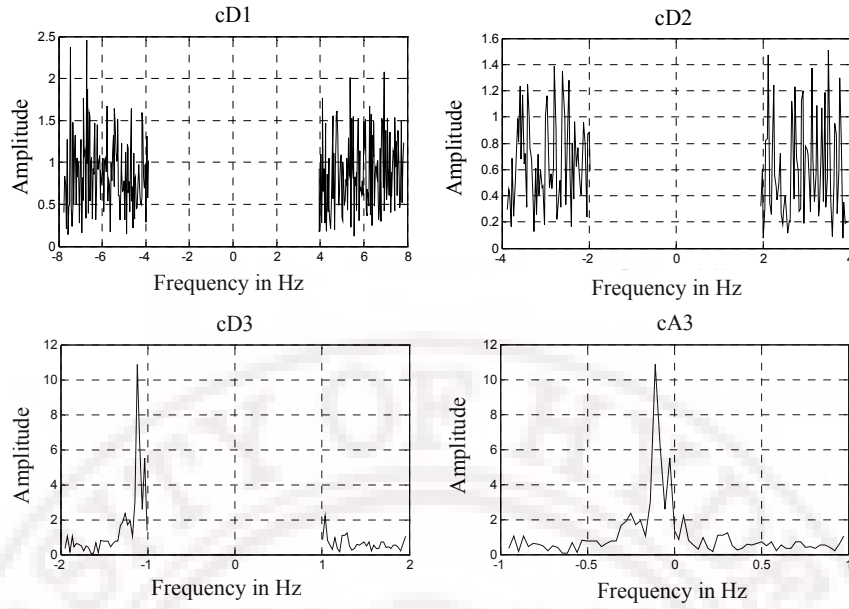 cD1
cD2
Amplitude
2.5
2
1.5
1
0.5
0
-8 -6 -4 -2 0 2 4 6 8
Frequency in Hz
Amplitude
1.6
1.4
1.2
1
0.8
0.6
0.4
0.2
0
-4 -2 0 2 4
Frequency in Hz
cD3
cA3
Amplitude
12
10
8
6
4
2
0
-2 -1 0 1 2
Frequency in Hz
Amplitude
12
10
8
6
4
2
0
-1 -0.5 0 0.5 1
Frequency in Hz